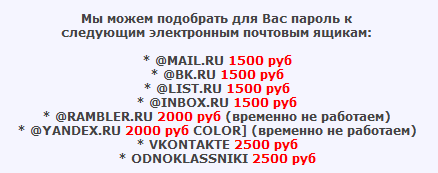 Мы можем подобрать для Вас пароль к
следующим электронным почтовым ящикам:
* @MAIL.RU 1500 руб
* @BK.RU 1500 руб
* @LIST.RU 1500 руб
* @INBOX.RU 1500 руб
* @RAMBLER.RU 2000 руб (временно не работаем)
* @YANDEX.RU 2000 руб COLOR] (временно не работаем)
* VKONTAKTE 2500 руб
* ODNOKLASSNIKI 2500 руб